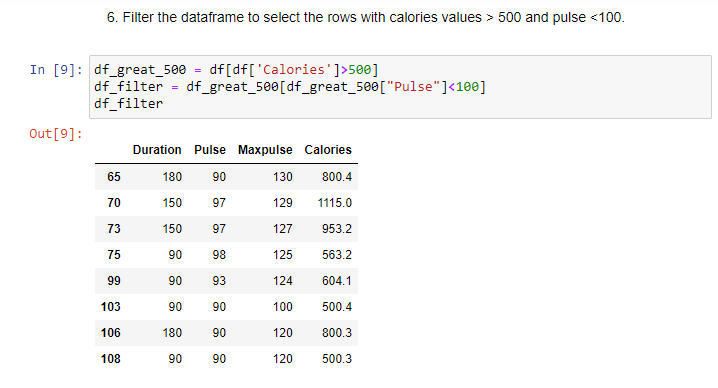 6. Filter the dataframe to select the rows with calories values > 500 and pulse <100.
In [9]: df_great_500 = df[df['Calories']>500]
df_filter = df_great_500[df_great_500["Pulse"]<100]
df_filter
Out[9]:
Duration Pulse Maxpulse Calories
65 180 90 130 800.4
70 150 97 129 1115.0
73 150 97 127 953.2
75 90 98 125 563.2
99 90 93 124 604.1
103 90 90 100 500.4
106 180 90 120 800.3
108 90 90 120 500.3